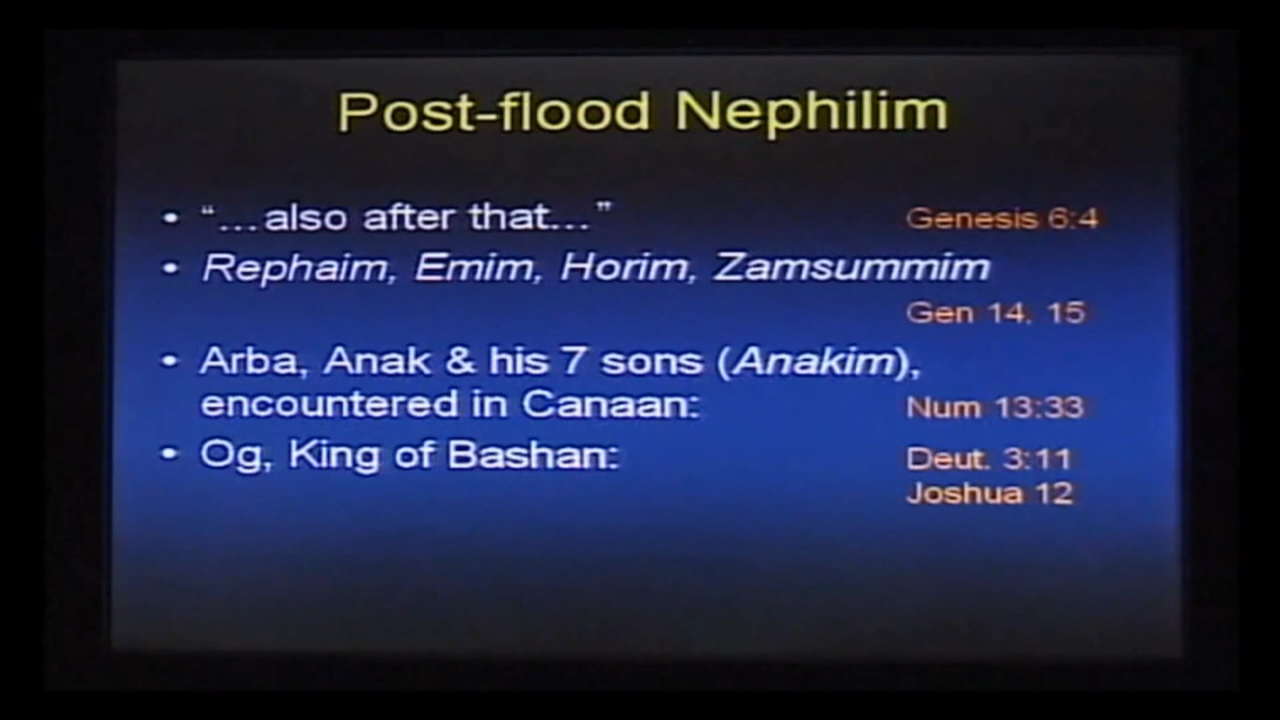 Post-flood Nephilim
• “…also after that…” Genesis 6:4
• Rephaim, Emim, Horim, Zamsummim
Gen 14, 15
• Arba, Anak & his 7 sons (Anakim),
encountered in Canaan: Num 13:33
• Og, King of Bashan: Deut. 3:11
Joshua 12